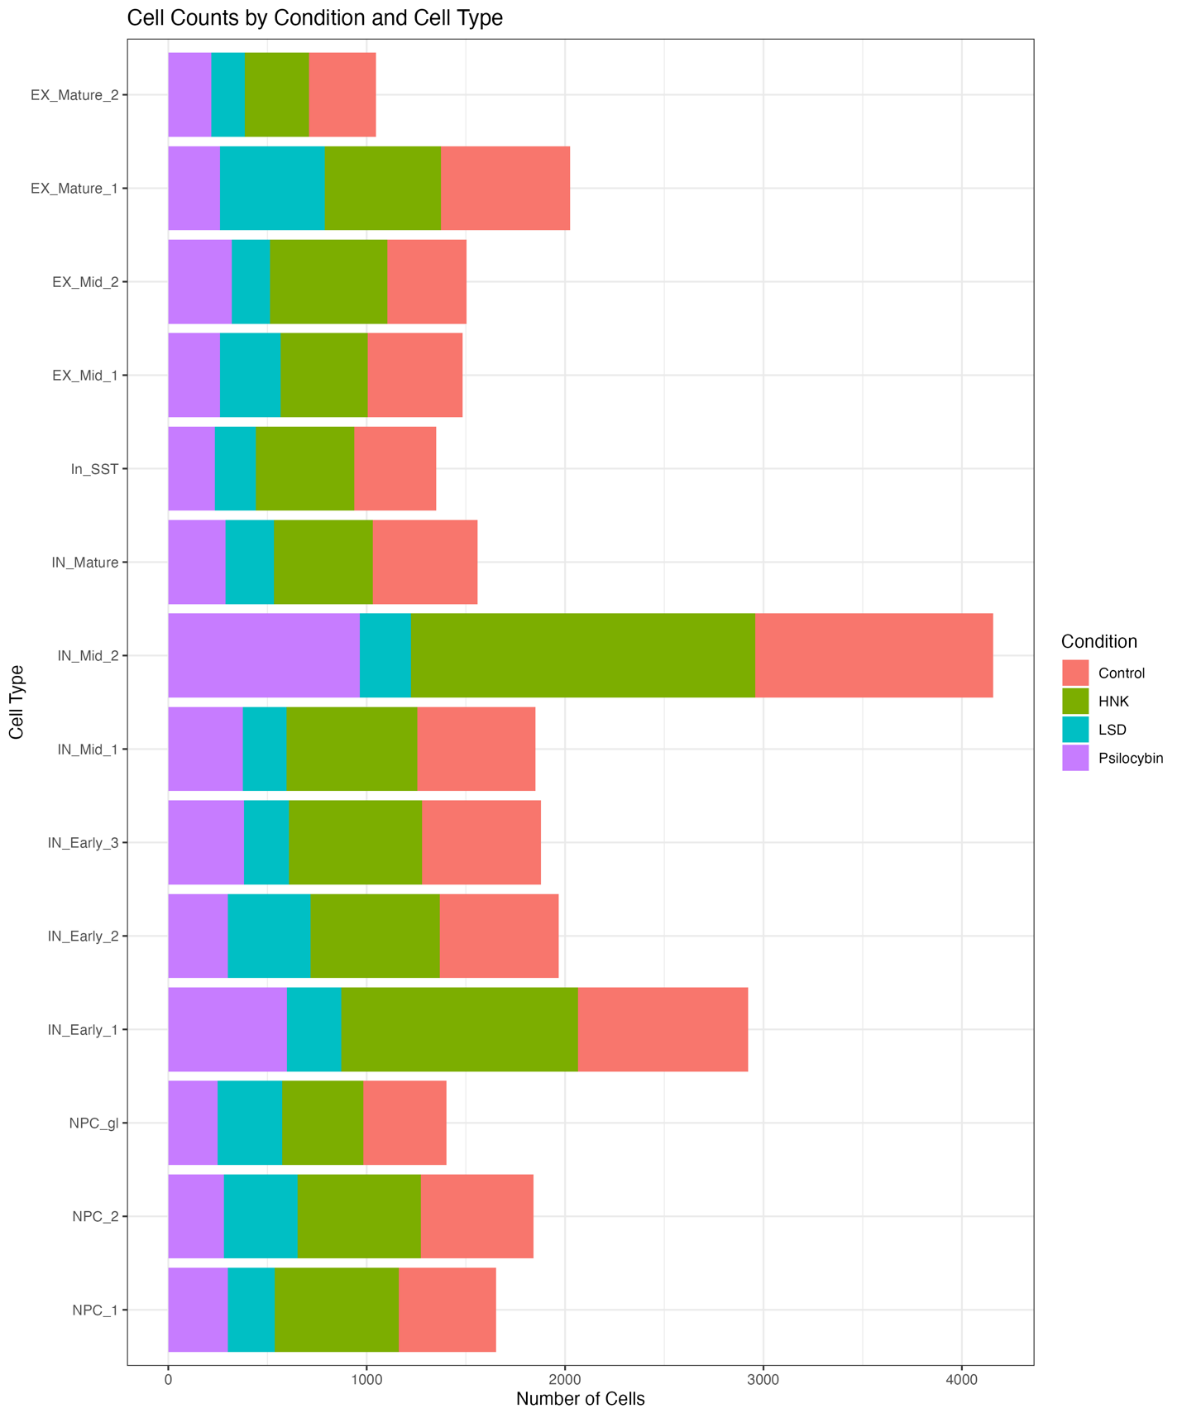 Cell Counts by Condition and Cell Type
EX_Mature_2
EX_Mature_1
EX_Mid_2
EX_Mid_1
In_SST
IN_Mature
IN_Mid_2
IN_Mid_1
IN_Early_3
IN_Early_2
IN_Early_1
NPC_gl
NPC_2
NPC_1
Cell Type
0 1000 2000 3000 4000
Number of Cells
Condition
Control
HNK
LSD
Psilocybin